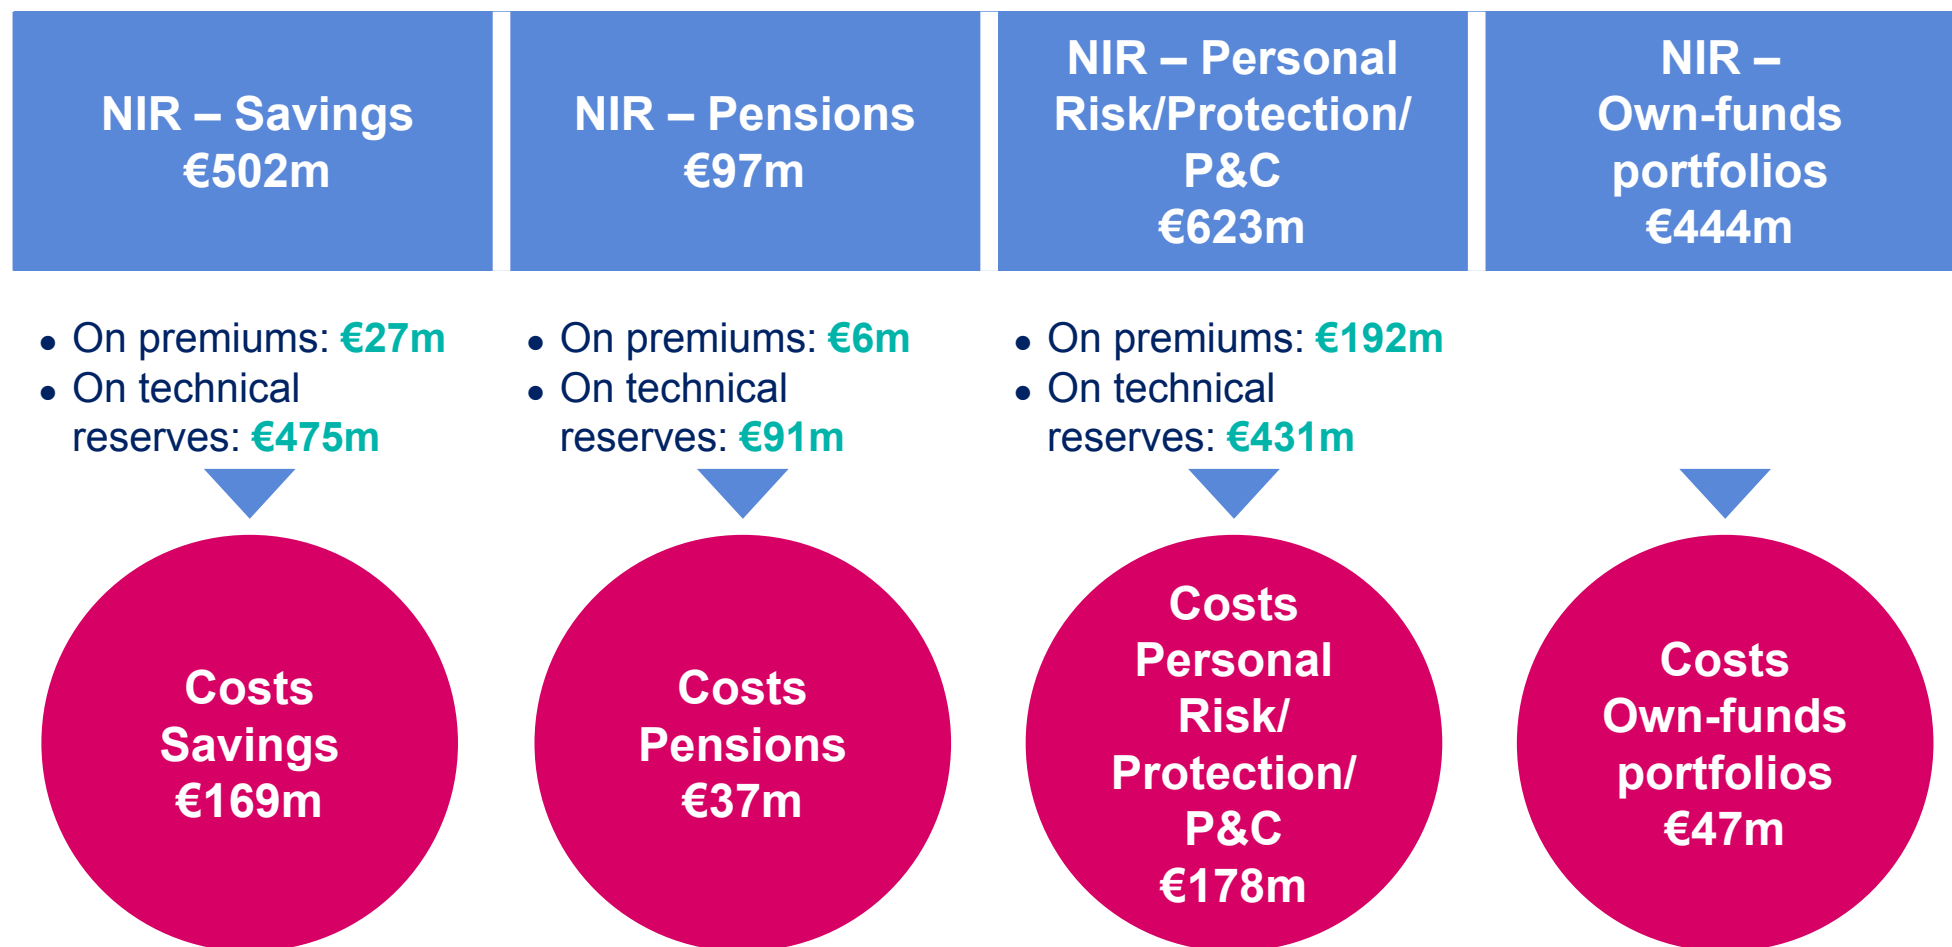 NIR – Savings
€502m
NIR – Pensions
€97m
NIR – Personal
Risk/Protection/
P&C
€623m
NIR –
Own-funds
portfolios
€444m
• On premiums: €27m
• On technical
reserves: €475m
• On premiums: €6m
• On technical
reserves: €91m
• On premiums: €192m
• On technical
reserves: €431m
Costs
Savings
€169m
Costs
Pensions
€37m
Costs
Personal
Risk/
Protection/
P&C
€178m
Costs
Own-funds
portfolios
€47m